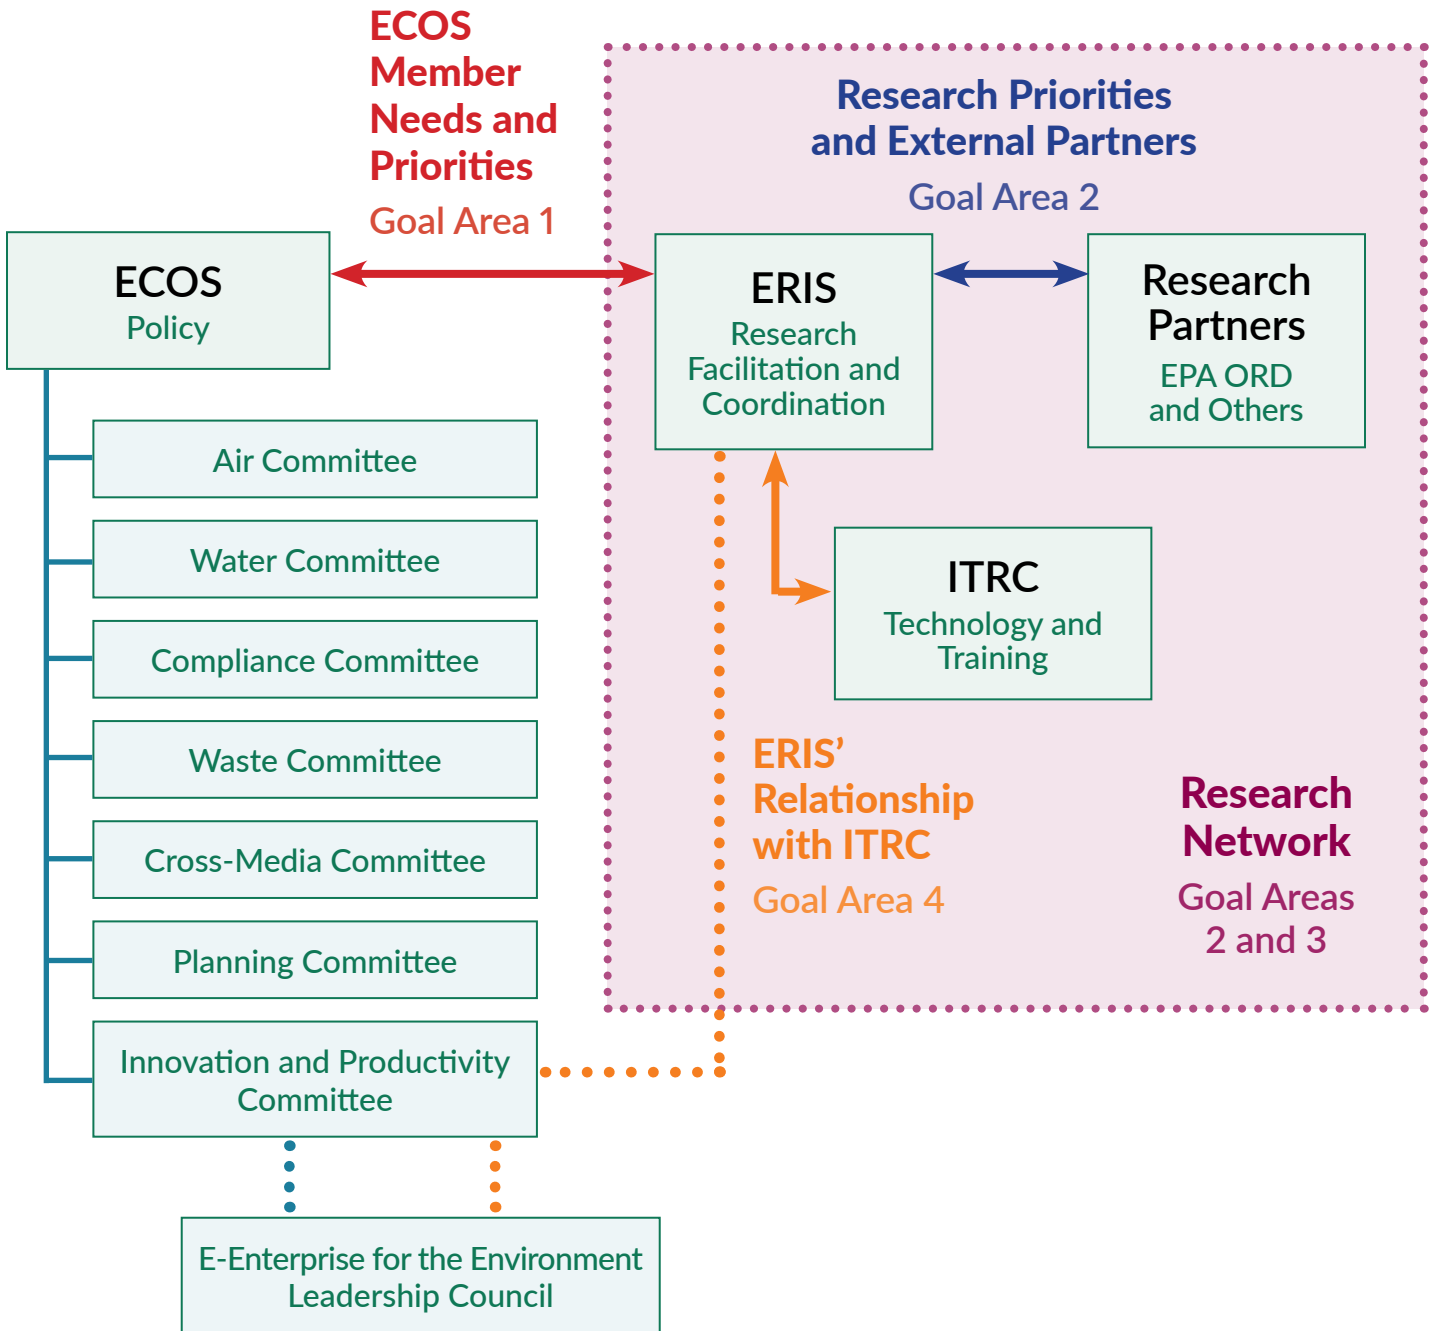 ECOS
Member
Needs and
Priorities
Goal Area 1
Research Priorities
and External Partners
Goal Area 2
ECOS
Policy
ERIS
Research
Facilitation and
Coordination
Research
Partners
EPA ORD
and Others
Air Committee
Water Committee
Compliance Committee
Waste Committee
Cross-Media Committee
Planning Committee
Innovation and Productivity
Committee
E-Enterprise for the Environment
Leadership Council
ITRC
Technology and
Training
ERIS’
Relationship
with ITRC
Goal Area 4
Research
Network
Goal Areas
2 and 3